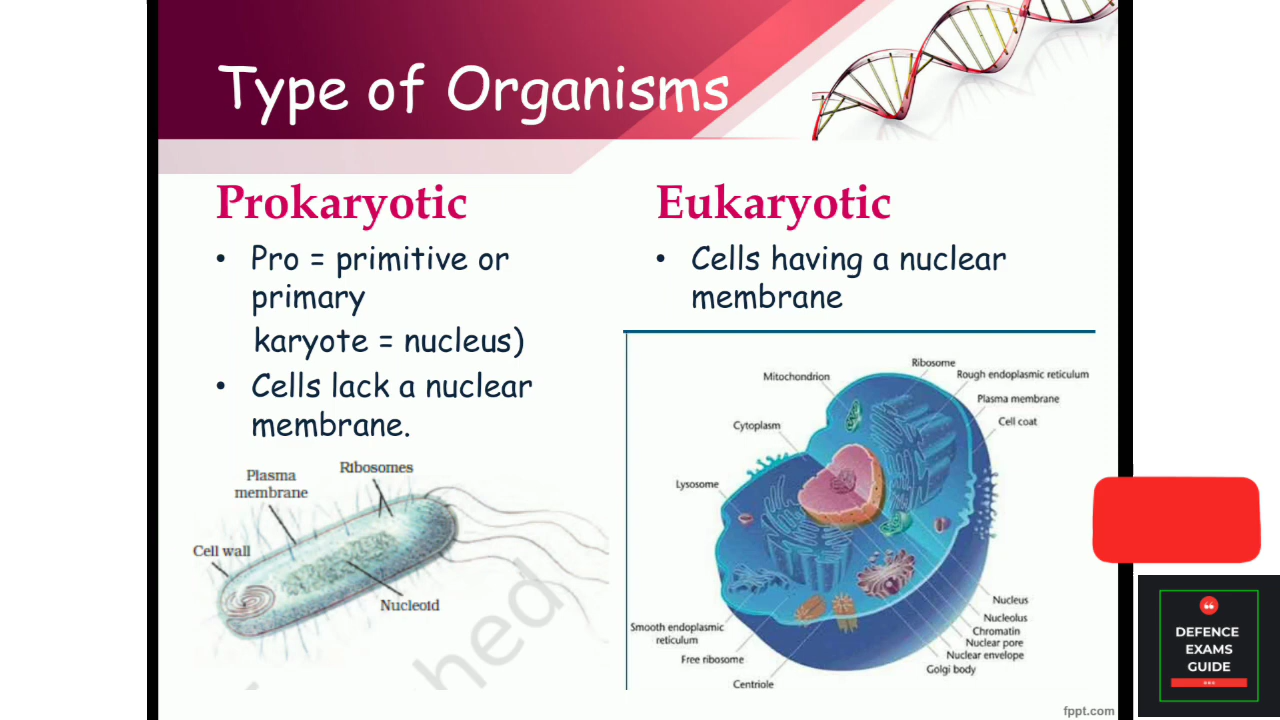 Type of Organisms
Prokaryotic
• Pro = primitive or
primary
karyote = nucleus)
• Cells lack a nuclear
membrane.
Plasma
membrane
Ribosomes
Cell wall
Nucleoid
hed
Eukaryotic
• Cells having a nuclear
membrane
Ribosome
Mitochondrion
Rough endoplasmic reticulum
Plasma membrane
Cytoplasm
Cell coat
Lysosome
Nucleus
Nucleolus
Chromatin
Nuclear pore
Nuclear envelope
Golgi body
Smooth endoplasmic
reticulum
Free ribosome
Centriole
DEFENCE
EXAMS
GUIDE
fppt.com